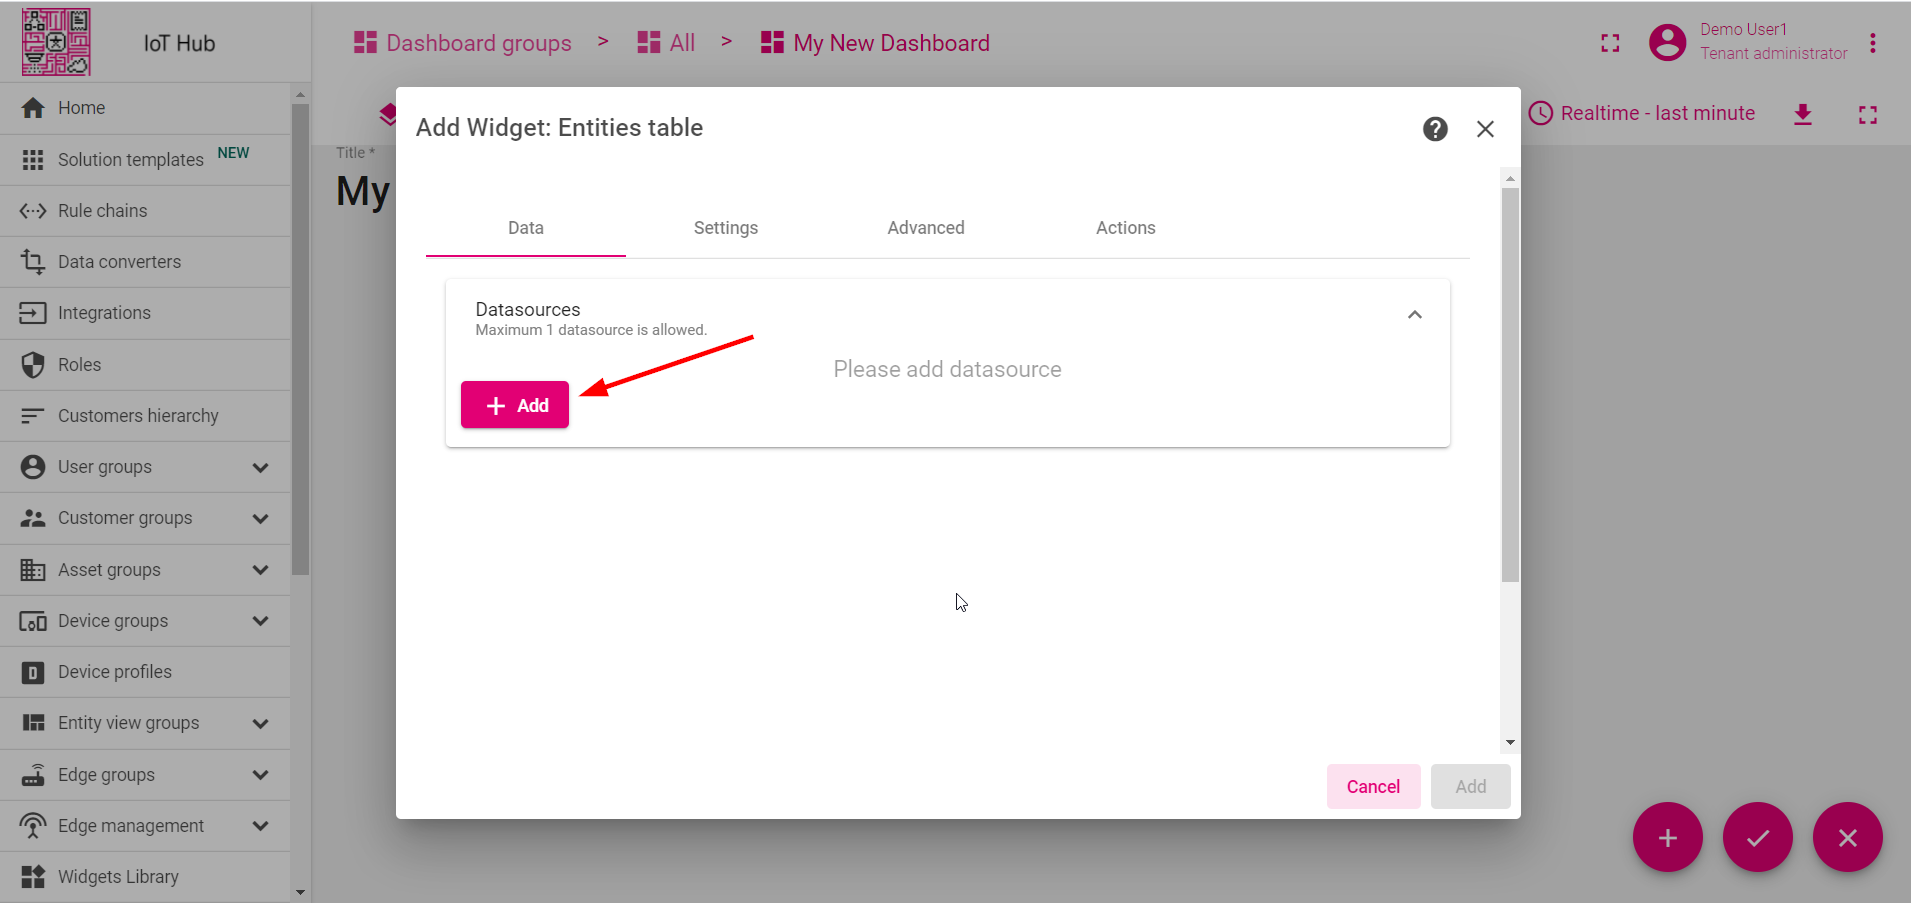 IoT Hub
Dashboard groups > All > My New Dashboard
Demo User1
Tenant administrator
Home
Solution templates NEW
Rule chains
Data converters
Integrations
Roles
Customers hierarchy
User groups
Customer groups
Asset groups
Device groups
Device profiles
Entity view groups
Edge groups
Edge management
Widgets Library
Realtime - last minute
Title *
My
Add Widget: Entities table
Data Settings Advanced Actions
Datasources
Maximum 1 datasource is allowed.
Please add datasource
+ Add
Cancel Add